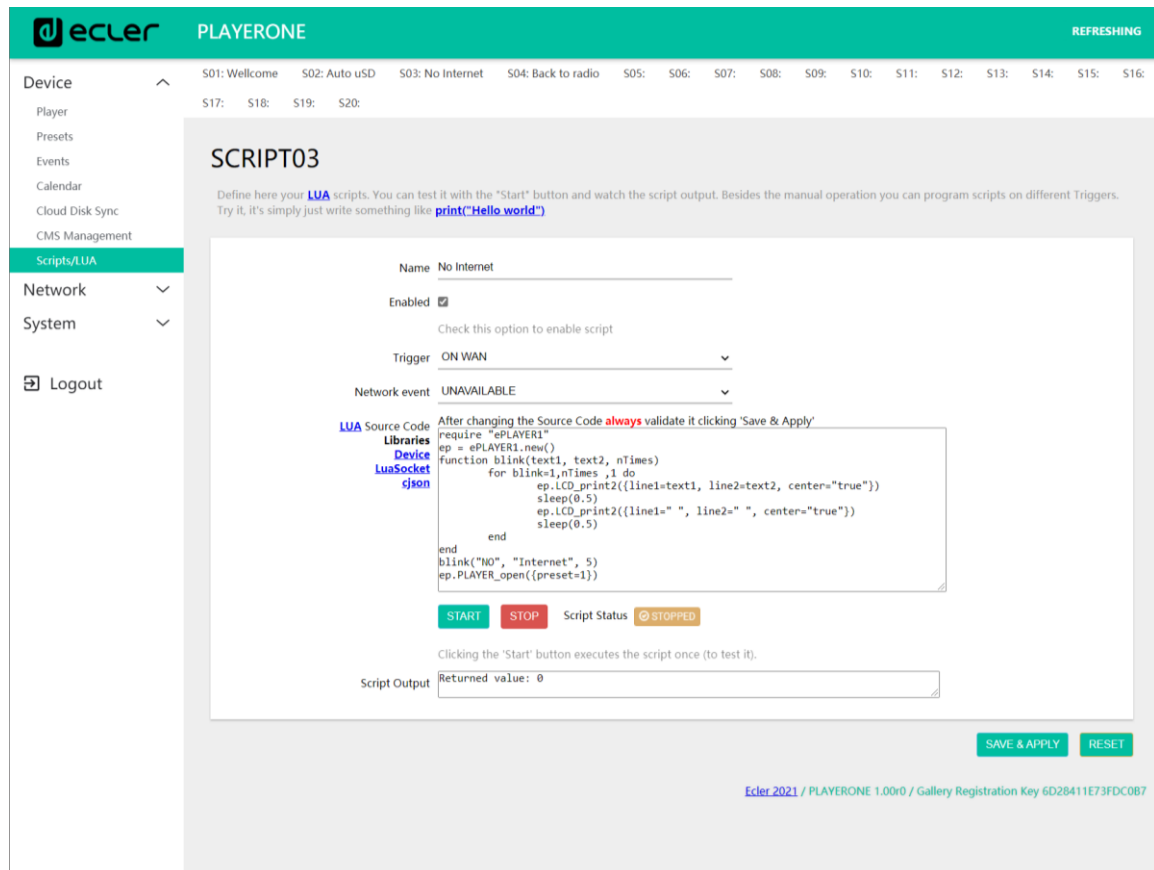 ecler PLAYERONE REFRESHING
S01: Wellcome S02: Auto uSD S03: No Internet S04: Back to radio S05: S06: S07: S08: S09: S10: S11: S12: S13: S14: S15: S16:
S17: S18: S19: S20:
Device
Player
Presets
Events
Calendar
Cloud Disk Sync
CMS Management
Scripts/LUA
Network
System
Logout
SCRIPT03
Define here your LUA scripts. You can test it with the "Start" button and watch the script output. Besides the manual operation you can program scripts on different Triggers.
Try it, it's simply just write something like print("Hello world")
Name No Internet
Enabled
Check this option to enable script
Trigger ON WAN
Network event UNAVAILABLE
LUA Source Code
Libraries
Device
LuaSocket
cjson
After changing the Source Code always validate it clicking 'Save & Apply'
require "ePLAYER1"
ep = ePLAYER1.new()
function blink(text1, text2, nTimes)
for blink=1,nTimes ,1 do
ep.LCD_print2({line1=text1, line2=text2, center="true"})
sleep(0.5)
ep.LCD_print2({line1=" ", line2=" ", center="true"})
sleep(0.5)
end
end
blink("NO", "Internet", 5)
ep.PLAYER_open({preset=1})
START STOP Script Status STOPPED
Clicking the 'Start' button executes the script once (to test it).
Script Output Returned value: 0
SAVE & APPLY RESET
Ecler 2021 / PLAYERONE 1.00r0 / Gallery Registration Key 6D28411E73FDC0B7